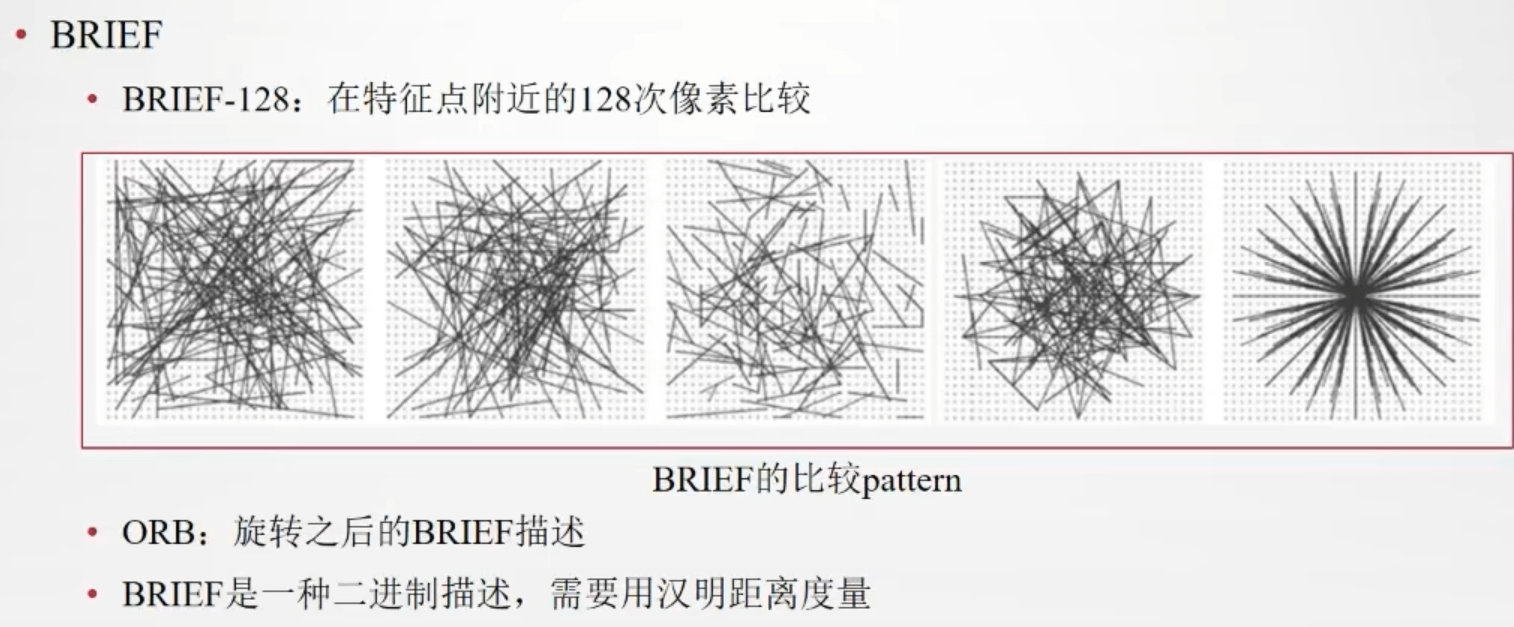 • BRIEF
• BRIEF-128：在特征点附近的128次像素比较
BRIEF的比较pattern
• ORB：旋转之后的BRIEF描述
• BRIEF是一种二进制描述，需要用汉明距离度量